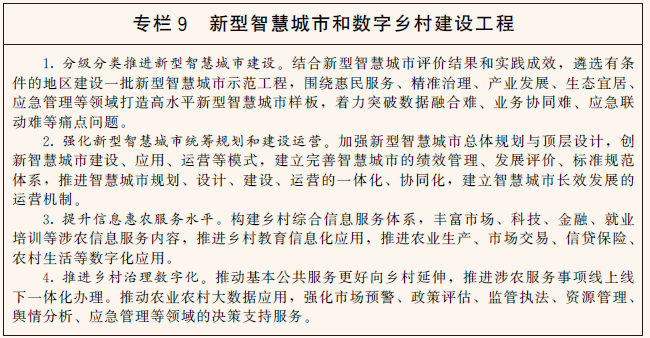 专栏9 新型智慧城市和数字乡村建设工程
1. 分级分类推进新型智慧城市建设。结合新型智慧城市评价结果和实践成效，遴选有条
件的地区建设一批新型智慧城市示范工程，围绕惠民服务、精准治理、产业发展、生态宜居、
应急管理等领域打造高水平新型智慧城市样板，着力突破数据融合难、业务协同难、应急联
动难等痛点问题。
2. 强化新型智慧城市统筹规划和建设运营。加强新型智慧城市总体规划与顶层设计，创
新智慧城市建设、应用、运营等模式，建立完善智慧城市的绩效管理、发展评价、标准规范
体系，推进智慧城市规划、设计、建设、运营的一体化、协同化，建立智慧城市长效发展的
运营机制。
3. 提升信息惠农服务水平。构建乡村综合信息服务体系，丰富市场、科技、金融、就业
培训等涉农信息服务内容，推进乡村教育信息化应用，推进农业生产、市场交易、信贷保险、
农村生活等数字化应用。
4. 推进乡村治理数字化。推动基本公共服务更好向乡村延伸，推进涉农服务事项线上线
下一体化办理。推动农业农村大数据应用，强化市场预警、政策评估、监管执法、资源管理、
舆情分析、应急管理等领域的决策支持服务。